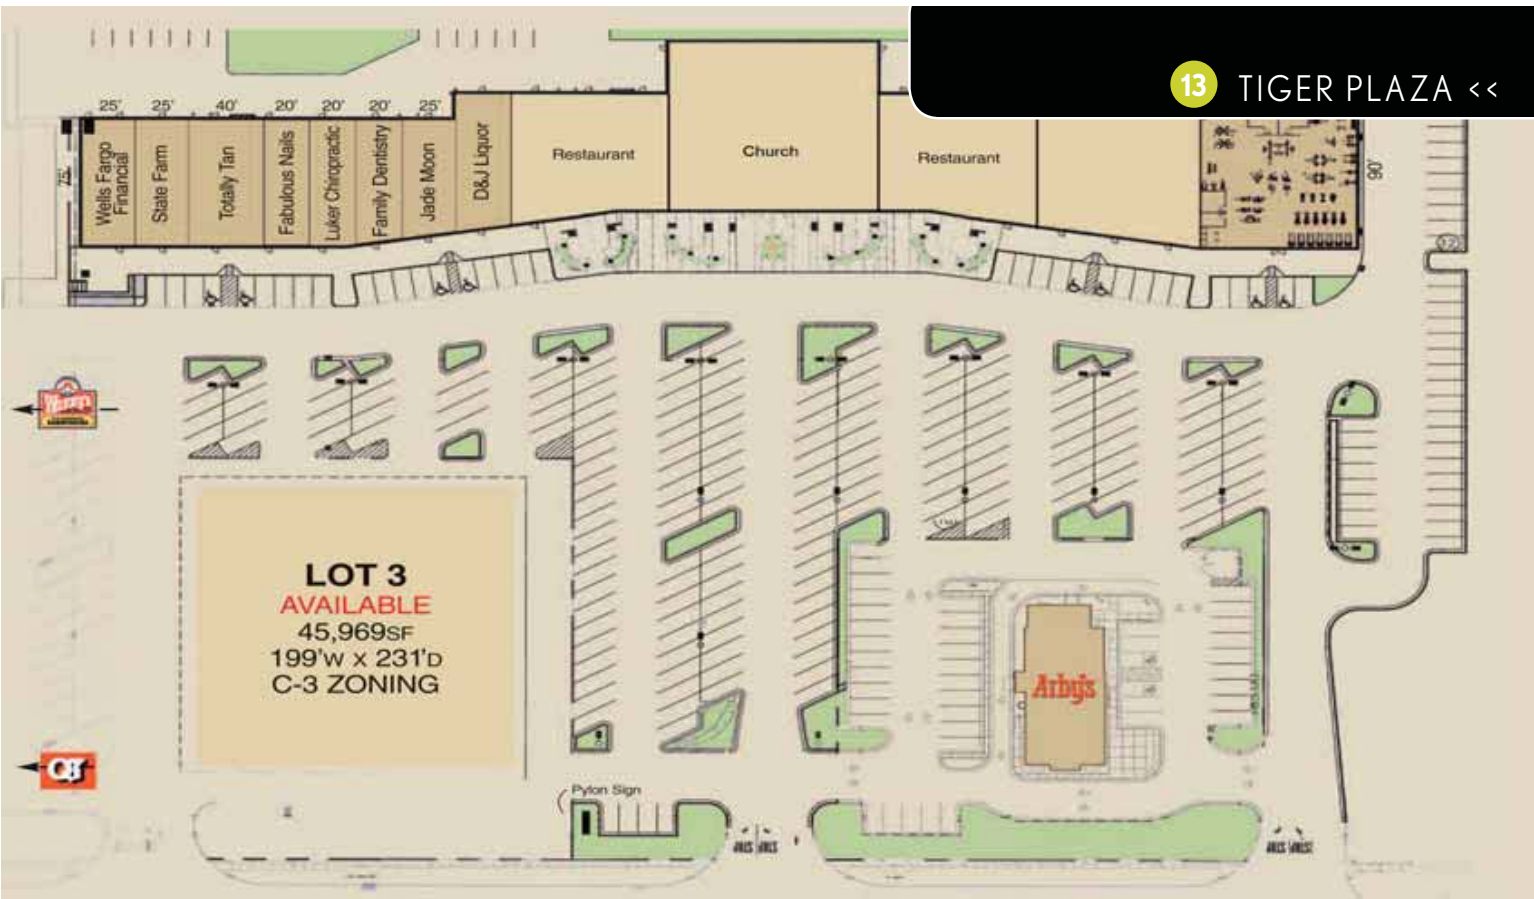 13 TIGER PLAZA <<
25' 25' 40' 20' 20' 20' 25'
75'
Wells Fargo
Financial
State Farm
Totally Tan
Fabulous Nails
Luker Chiropractic
Family Dentistry
Jade Moon
D&J Liquor
Restaurant
Church
Restaurant
90'
12
LOT 3
AVAILABLE
45,969SF
199'W X 231'D
C-3 ZONING
Arby's
QT
Pylon Sign